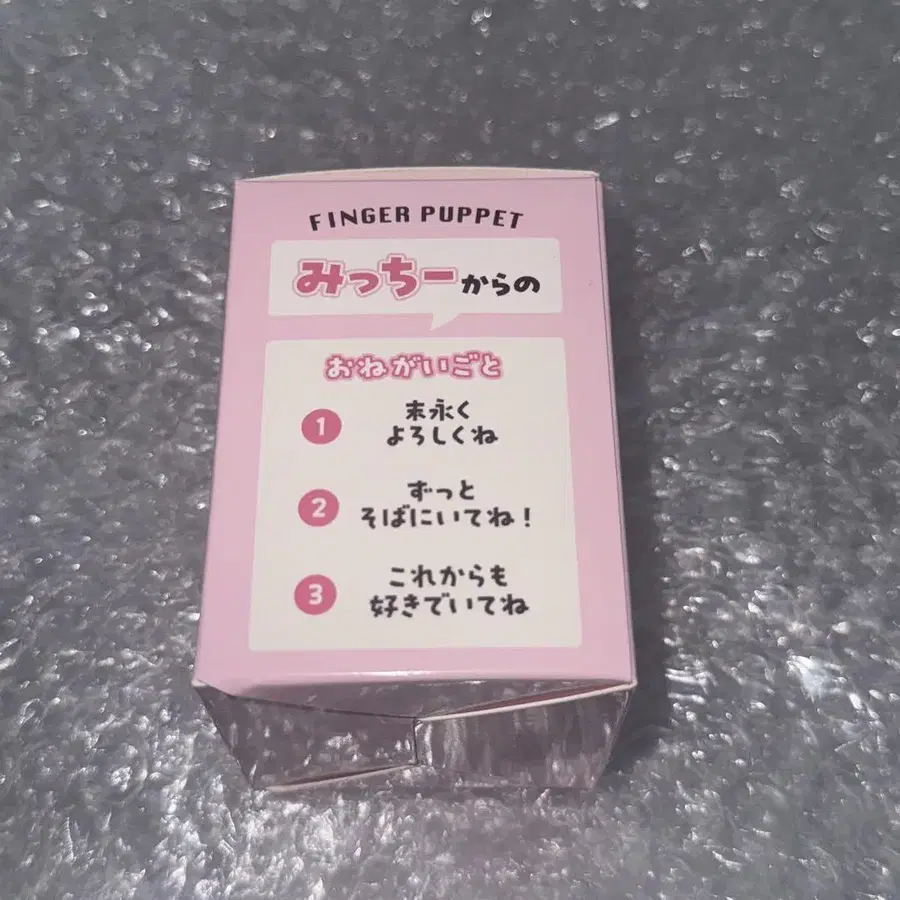 FINGER PUPPET
みっちーからの
おねがいごと
1 末永く
よろしくね
2 ずっと
そばにいてね!
3 これからも
好きでいてね